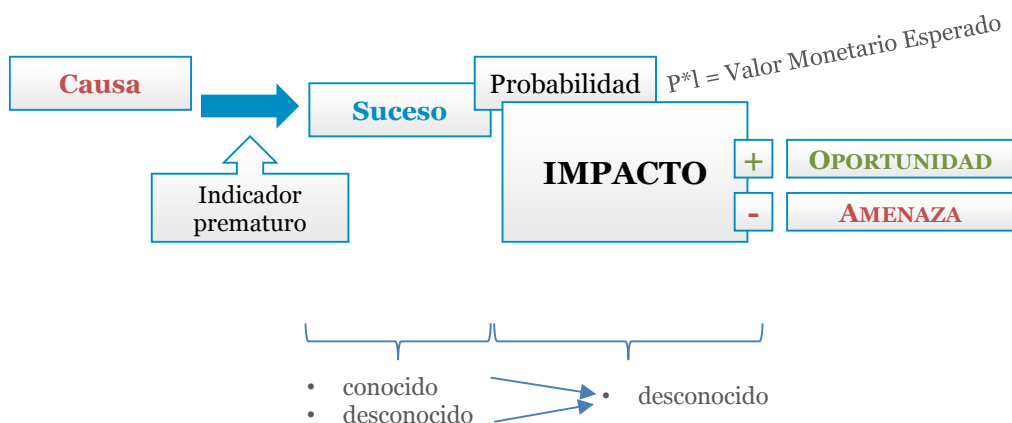 Causa
Suceso
Probabilidad
P*l = Valor Monetario Esperado
IMPACTO
+
OPORTUNIDAD
-
AMENAZA
Indicador
prematuro
• conocido
• desconocido
• desconocido